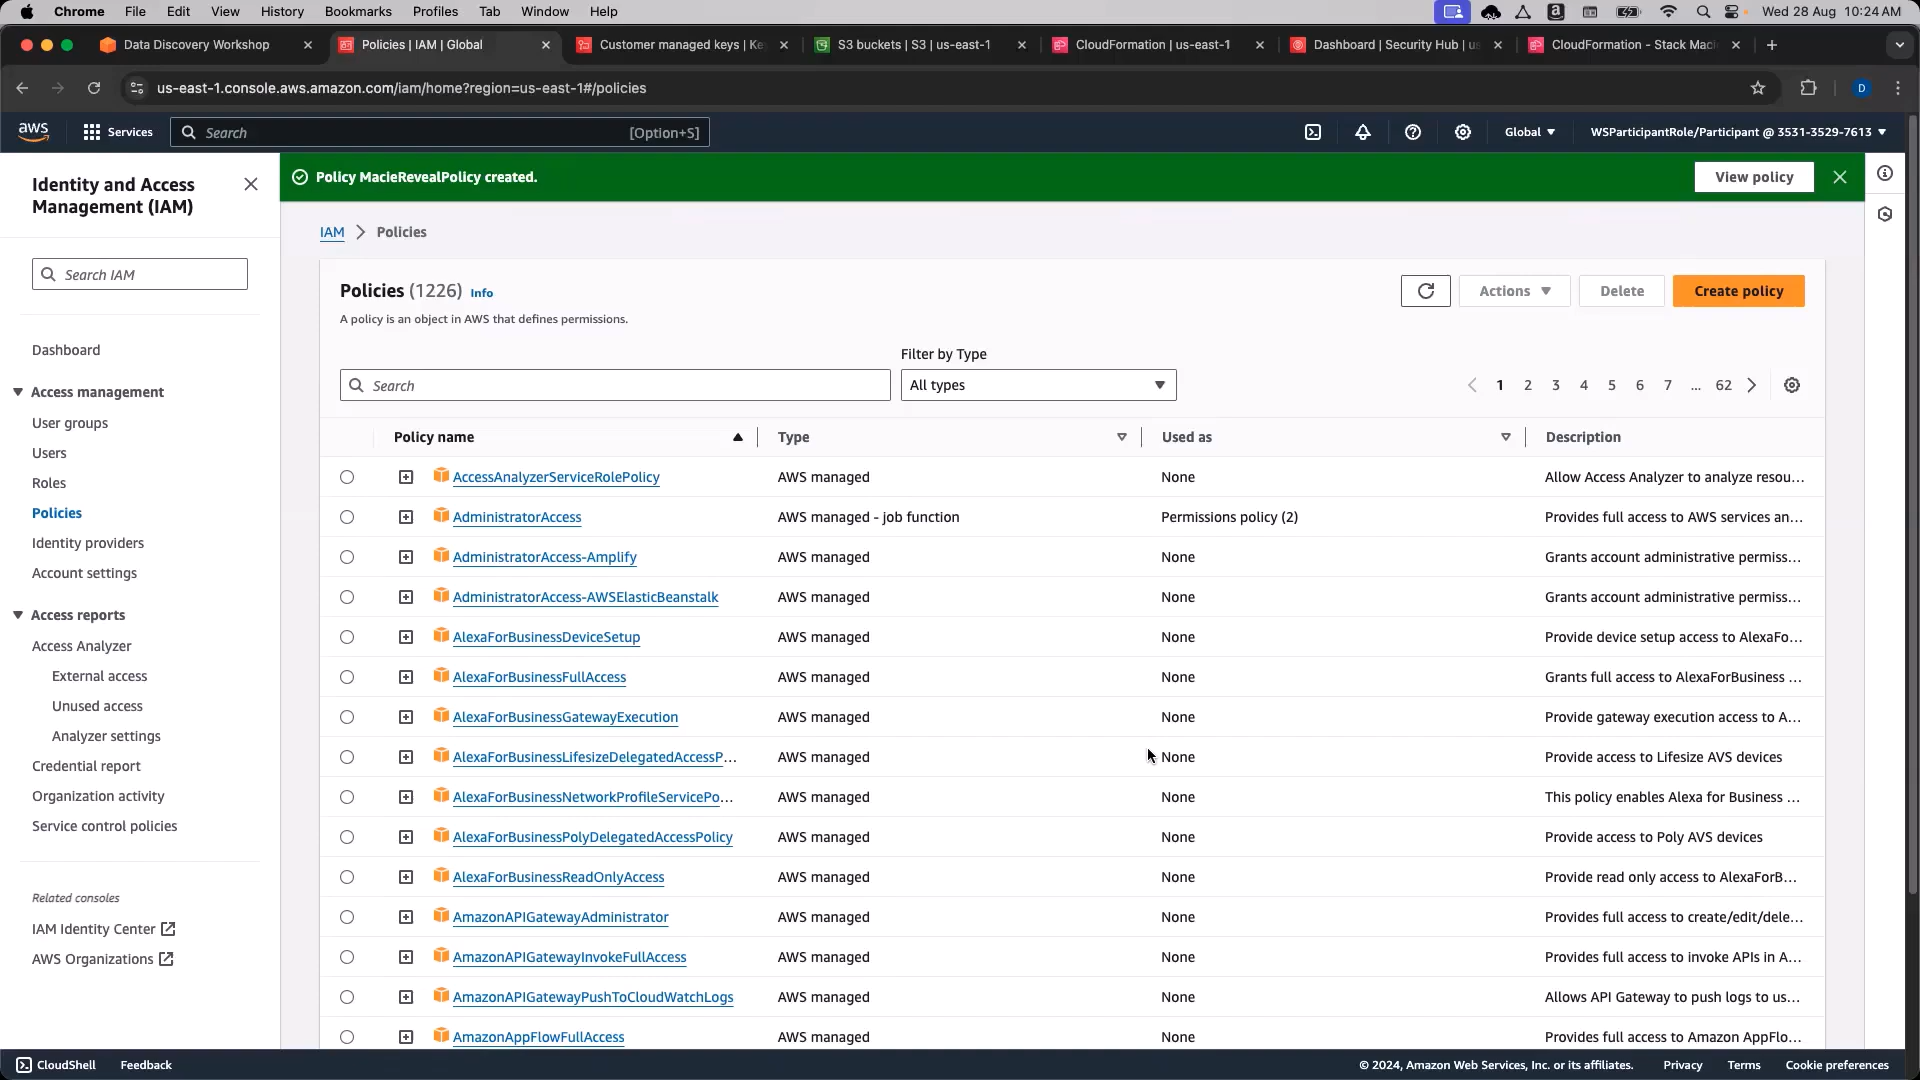 Chrome File Edit View History Bookmarks Profiles Tab Window Help Wed 28 Aug 10:24 AM
Data Discovery Workshop
Policies | IAM | Global
Customer managed keys | Ke
S3 buckets | S3 | us-east-1
CloudFormation | us-east-1
Dashboard | Security Hub | us
CloudFormation - Stack Maci
us-east-1.console.aws.amazon.com/iam/home?region=us-east-1#/policies
D
aws Services Search [Option+S] Global WSParticipantRole/Participant @ 3531-3529-7613
Identity and Access Management (IAM)
Search IAM
Dashboard
Access management
User groups
Users
Roles
Policies
Identity providers
Account settings
Access reports
Access Analyzer
External access
Unused access
Analyzer settings
Credential report
Organization activity
Service control policies
Related consoles
IAM Identity Center
AWS Organizations
Policy MacieRevealPolicy created. View policy
IAM > Policies
Policies (1226) Info
A policy is an object in AWS that defines permissions.
Actions Delete Create policy
Filter by Type
Search All types 1 2 3 4 5 6 7 ... 62
Policy name Type Used as Description
AccessAnalyzerServiceRolePolicy AWS managed None Allow Access Analyzer to analyze resou...
AdministratorAccess AWS managed - job function Permissions policy (2) Provides full access to AWS services an...
AdministratorAccess-Amplify AWS managed None Grants account administrative permiss...
AdministratorAccess-AWSElasticBeanstalk AWS managed None Grants account administrative permiss...
AlexaForBusinessDeviceSetup AWS managed None Provide device setup access to AlexaFo...
AlexaForBusinessFullAccess AWS managed None Grants full access to AlexaForBusiness ...
AlexaForBusinessGatewayExecution AWS managed None Provide gateway execution access to A...
AlexaForBusinessLifesizeDelegatedAccessP... AWS managed None Provide access to Lifesize AVS devices
AlexaForBusinessNetworkProfileServicePo... AWS managed None This policy enables Alexa for Business ...
AlexaForBusinessPolyDelegatedAccessPolicy AWS managed None Provide access to Poly AVS devices
AlexaForBusinessReadOnlyAccess AWS managed None Provide read only access to AlexaForB...
AmazonAPIGatewayAdministrator AWS managed None Provides full access to create/edit/dele...
AmazonAPIGatewayInvokeFullAccess AWS managed None Provides full access to invoke APIs in A...
AmazonAPIGatewayPushToCloudWatchLogs AWS managed None Allows API Gateway to push logs to us...
AmazonAppFlowFullAccess AWS managed None Provides full access to Amazon AppFlo...
CloudShell Feedback © 2024, Amazon Web Services, Inc. or its affiliates. Privacy Terms Cookie preferences